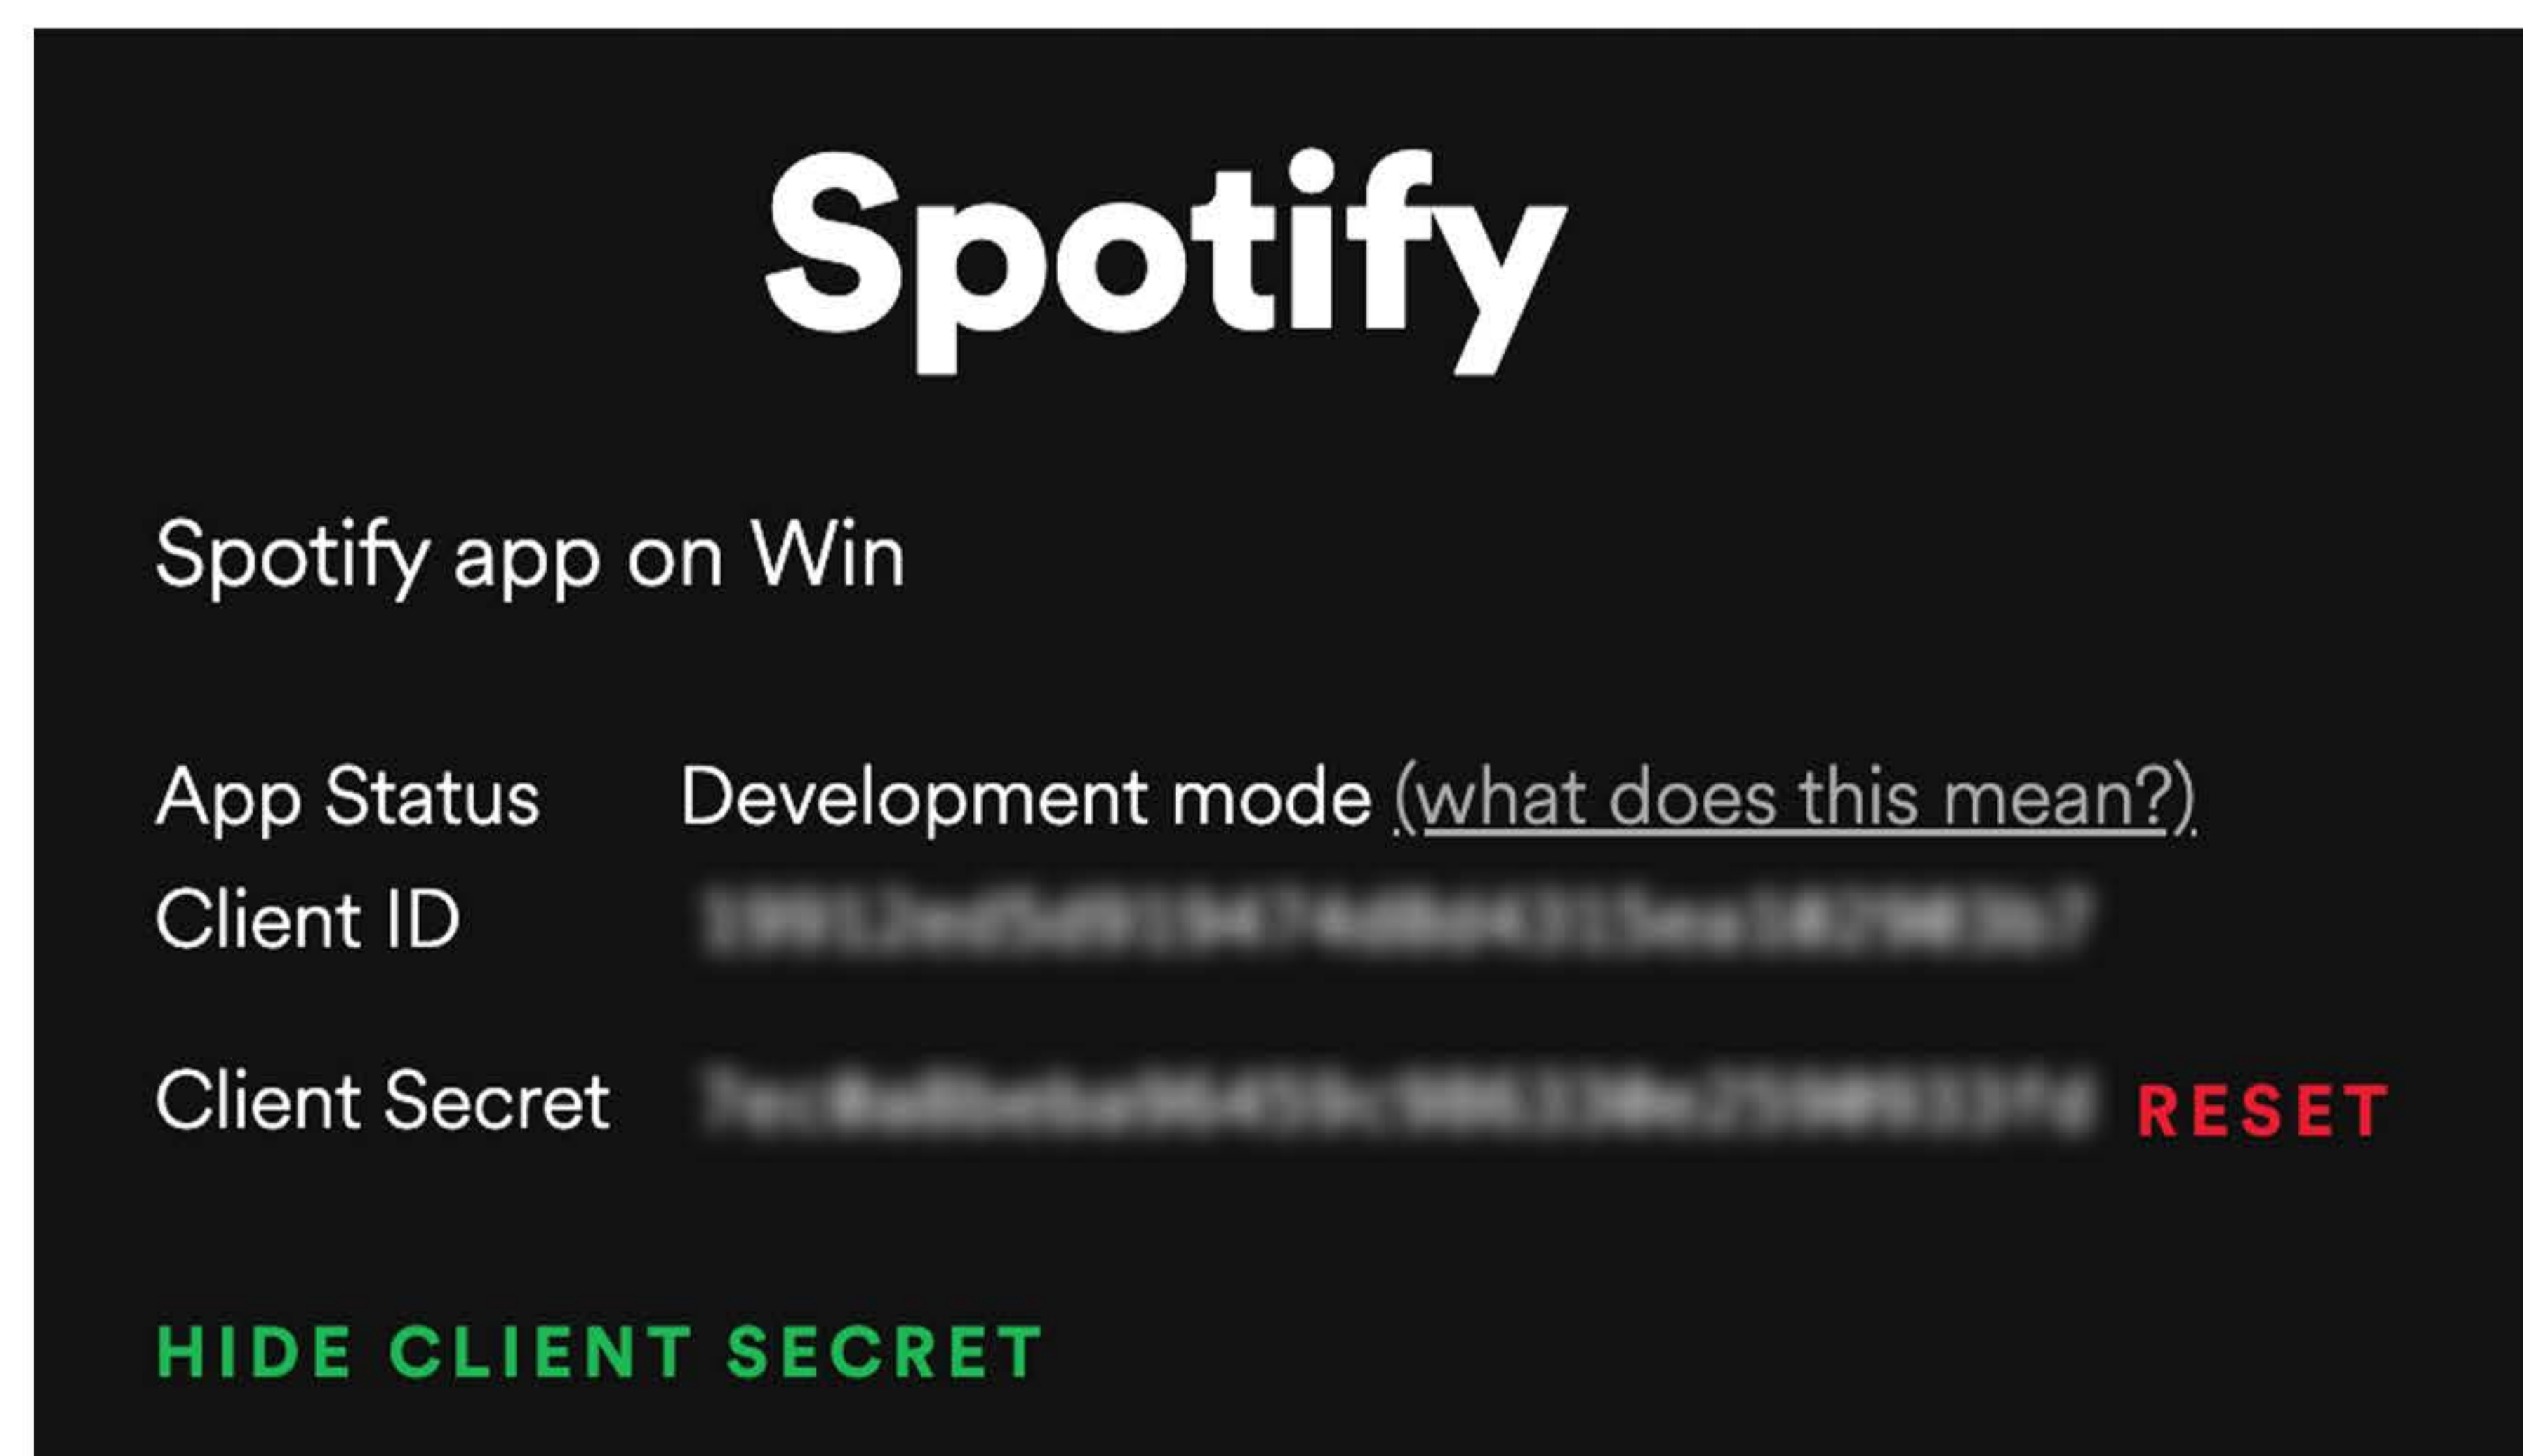 Spotify
Spotify app on Win
App Status Development mode (what does this mean?)
Client ID
Client Secret RESET
HIDE CLIENT SECRET